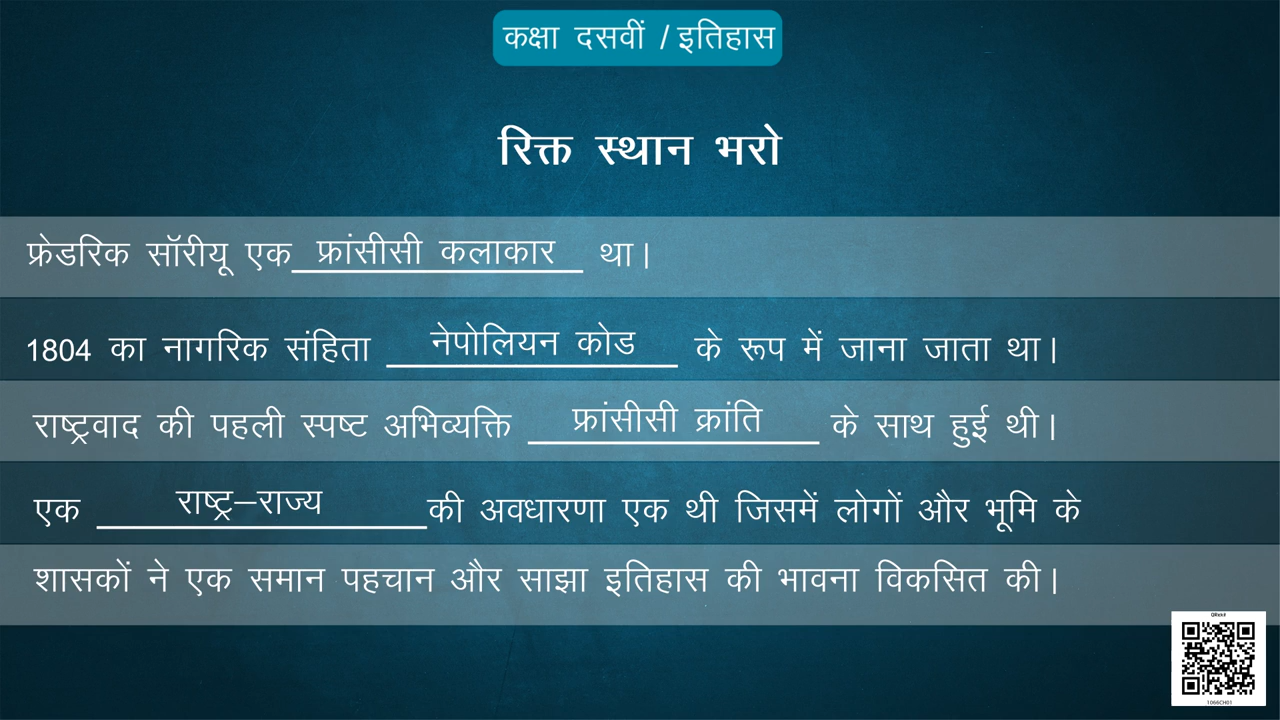 कक्षा दसवीं / इतिहास
रिक्त स्थान भरो
फ्रेडरिक सॉरीयू एक फ्रांसीसी कलाकार था।
1804 का नागरिक संहिता नेपोलियन कोड के रूप में जाना जाता था।
राष्ट्रवाद की पहली स्पष्ट अभिव्यक्ति फ्रांसीसी क्रांति के साथ हुई थी।
एक राष्ट्र–राज्य की अवधारणा एक थी जिसमें लोगों और भूमि के
शासकों ने एक समान पहचान और साझा इतिहास की भावना विकसित की।
1066CH01